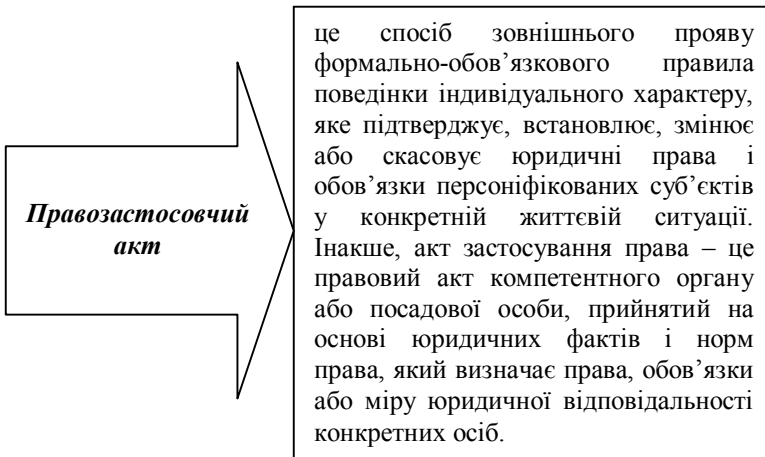 Правозастосовчий
акт
це спосіб зовнішнього прояву
формально-обов’язкового правила
поведінки індивідуального характеру,
яке підтверджує, встановлює, змінює
або скасовує юридичні права і
обов’язки персоніфікованих суб’єктів
у конкретній життєвій ситуації.
Інакше, акт застосування права – це
правовий акт компетентного органу
або посадової особи, прийнятий на
основі юридичних фактів і норм
права, який визначає права, обов’язки
або міру юридичної відповідальності
конкретних осіб.